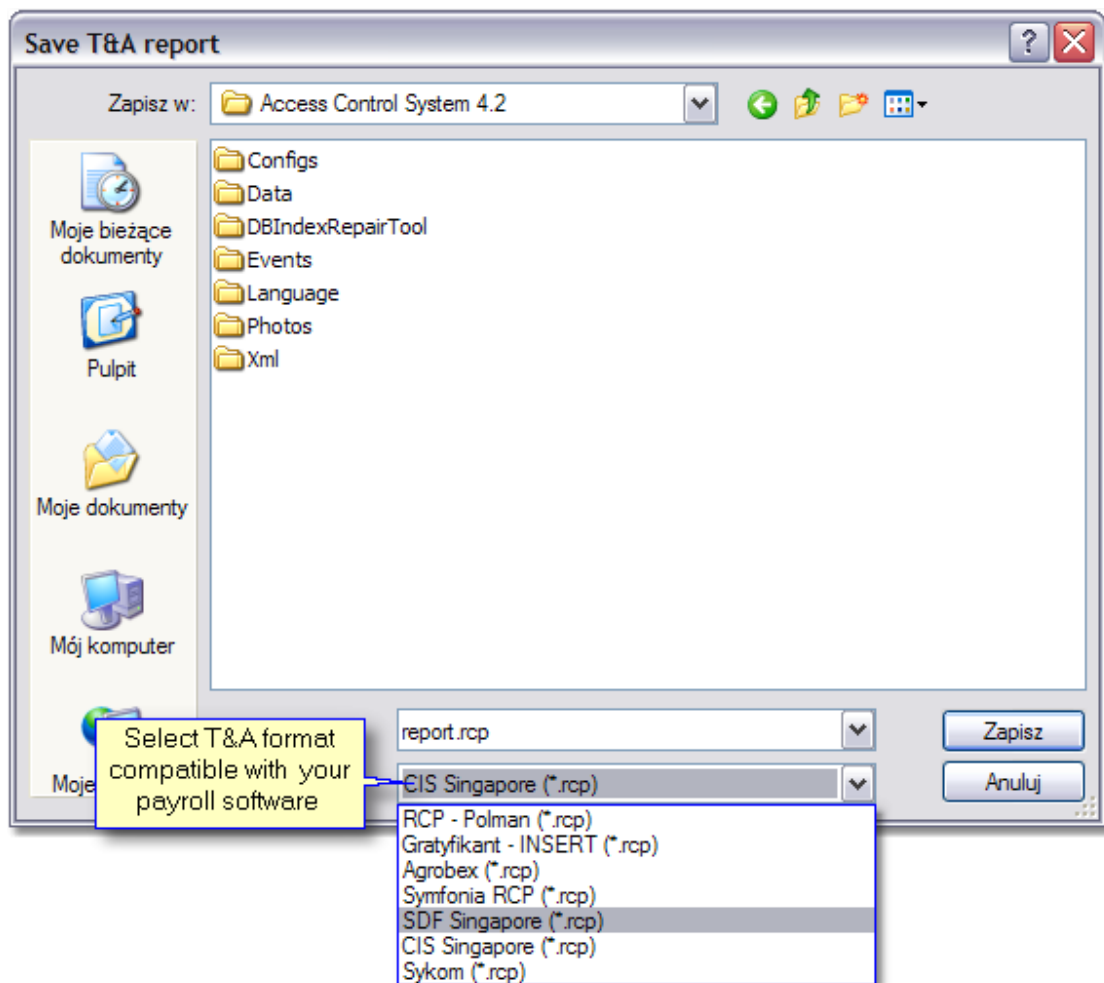 Save T&A report
Zapisz w:
Access Control System 4.2
Configs
Data
DBIndexRepairTool
Events
Language
Photos
Xml
Moje bieżące
dokumenty
Pulpit
Moje dokumenty
Mój komputer
Moje
Select T&A format
compatible with your
payroll software
report.rcp
Zapisz
CIS Singapore (*.rcp)
Anuluj
RCP - Polman (*.rcp)
Gratyfikant - INSERT (*.rcp)
Agrobex (*.rcp)
Symfonia RCP (*.rcp)
SDF Singapore (*.rcp)
CIS Singapore (*.rcp)
Sykom (*.rcp)